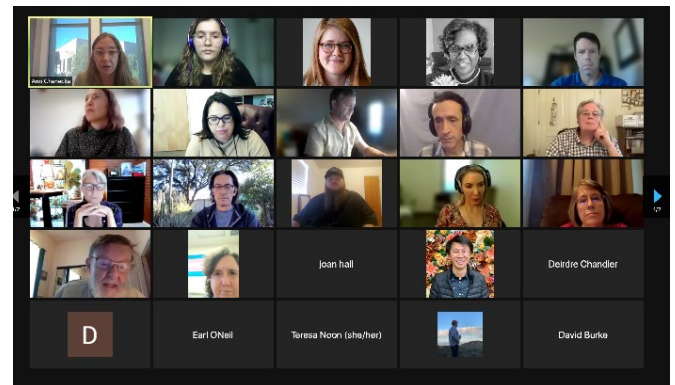 joan hall
Deirdre Chandler
D
Earl ONeil
Teresa Noon (she/her)
David Burke